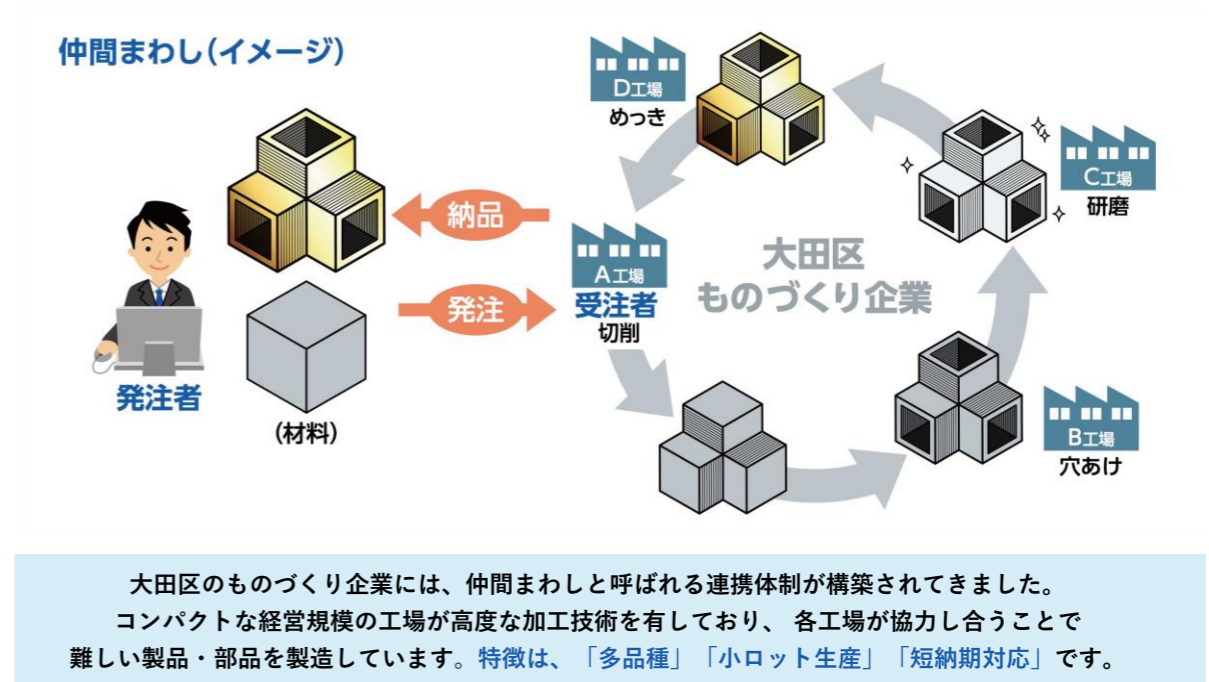 仲間まわし(イメージ)
D工場
めっき
C工場
研磨
納品
大田区
ものづくり企業
A工場
受注者
切削
発注
発注者
(材料)
B工場
穴あけ
大田区のものづくり企業には、仲間まわしと呼ばれる連携体制が構築されてきました。
コンパクトな経営規模の工場が高度な加工技術を有しており、 各工場が協力し合うことで
難しい製品・部品を製造しています。特徴は、「多品種」「小ロット生産」「短納期対応」です。